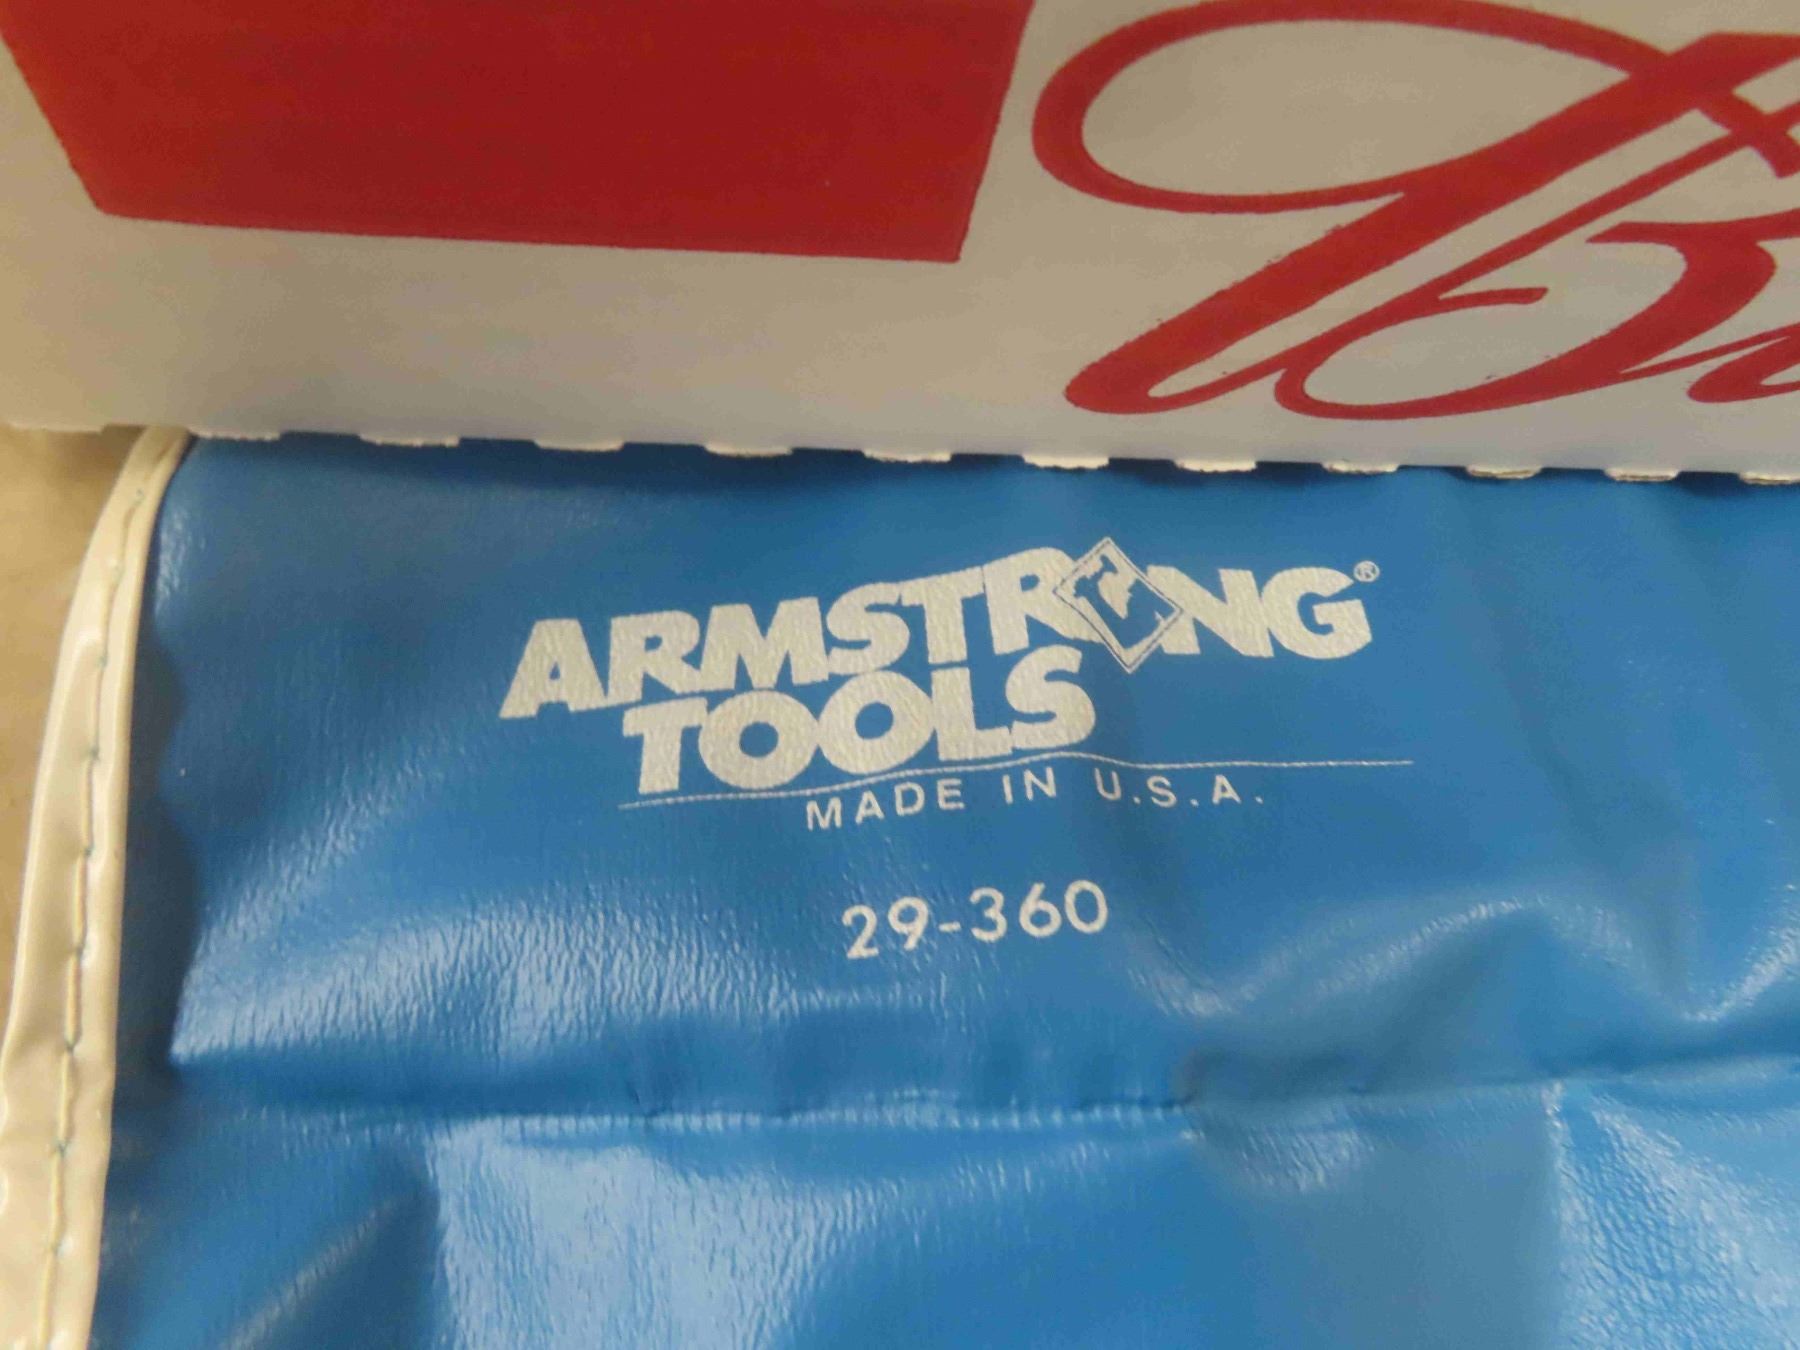 ARMSTRONG®
TOOLS
MADE IN U.S.A.
29-360